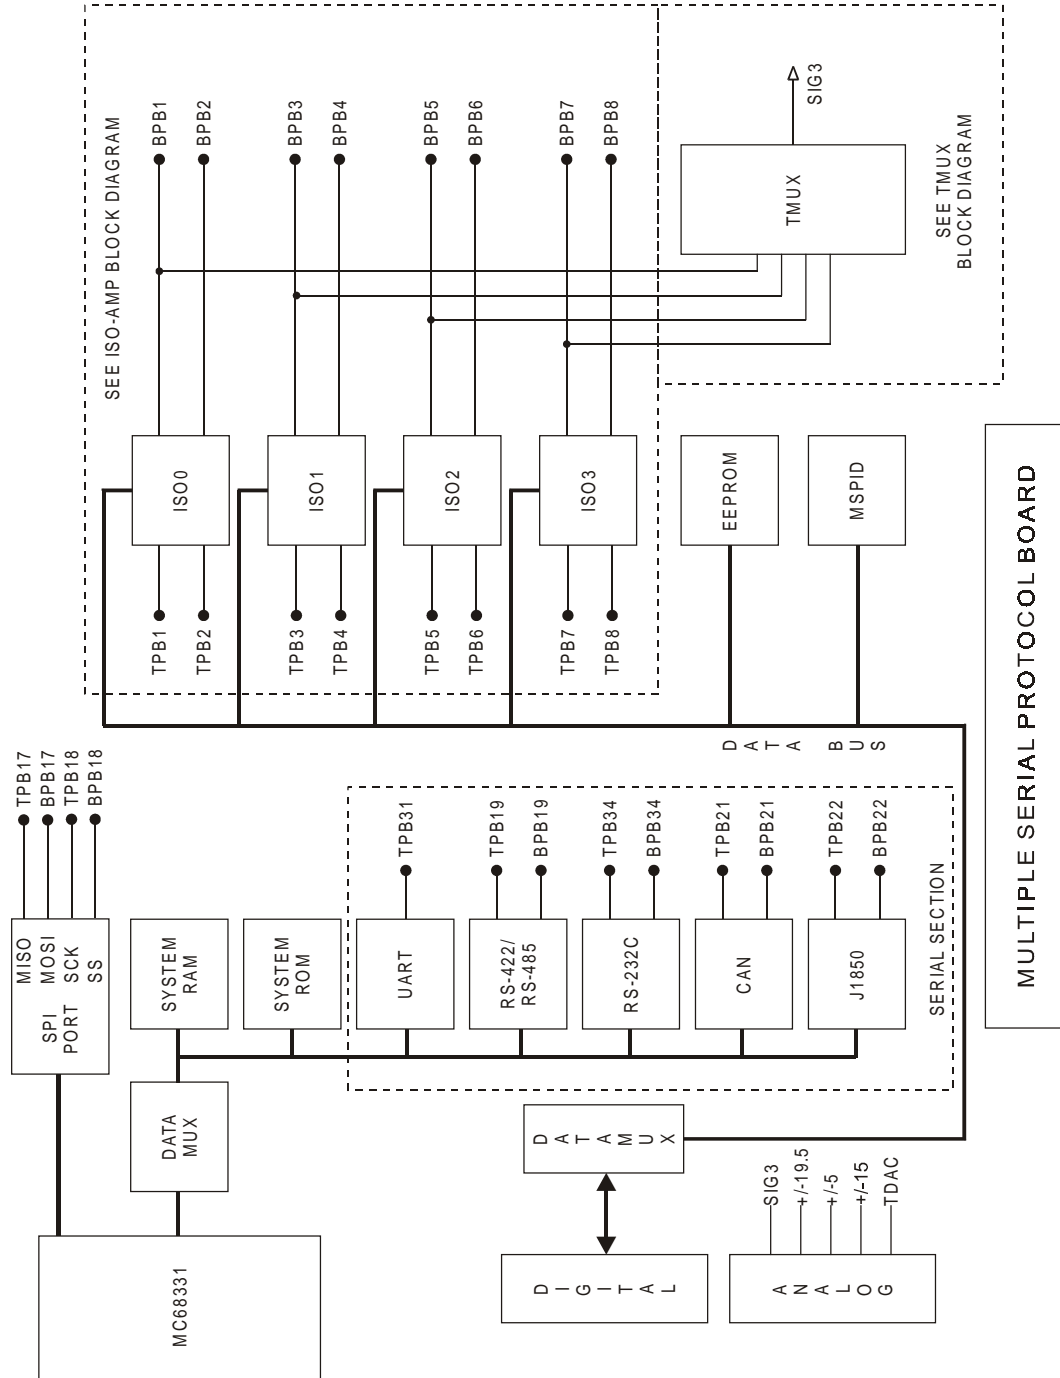 MC68331
DATA
MUX
SPI
PORT
MISO
MOSI
SCK
SS
TPB17
BPB17
TPB18
BPB18
SYSTEM
RAM
SYSTEM
ROM
UART
TPB31
RS-422/
RS-485
TPB19
BPB19
RS-232C
TPB34
BPB34
CAN
TPB21
BPB21
J1850
TPB22
BPB22
SERIAL SECTION
DIGITAL
DATAMUX
ANALOG
SIG3
+/-19.5
+/-5
+/-15
TDAC
DATA BUS
SEE ISO-AMP BLOCK DIAGRAM
TPB1
TPB2
ISO0
BPB1
BPB2
TPB3
TPB4
ISO1
BPB3
BPB4
TPB5
TPB6
ISO2
BPB5
BPB6
TPB7
TPB8
ISO3
BPB7
BPB8
EEPROM
MSPID
TMUX
SIG3
SEE TMUX
BLOCK DIAGRAM
MULTIPLE SERIAL PROTOCOL BOARD